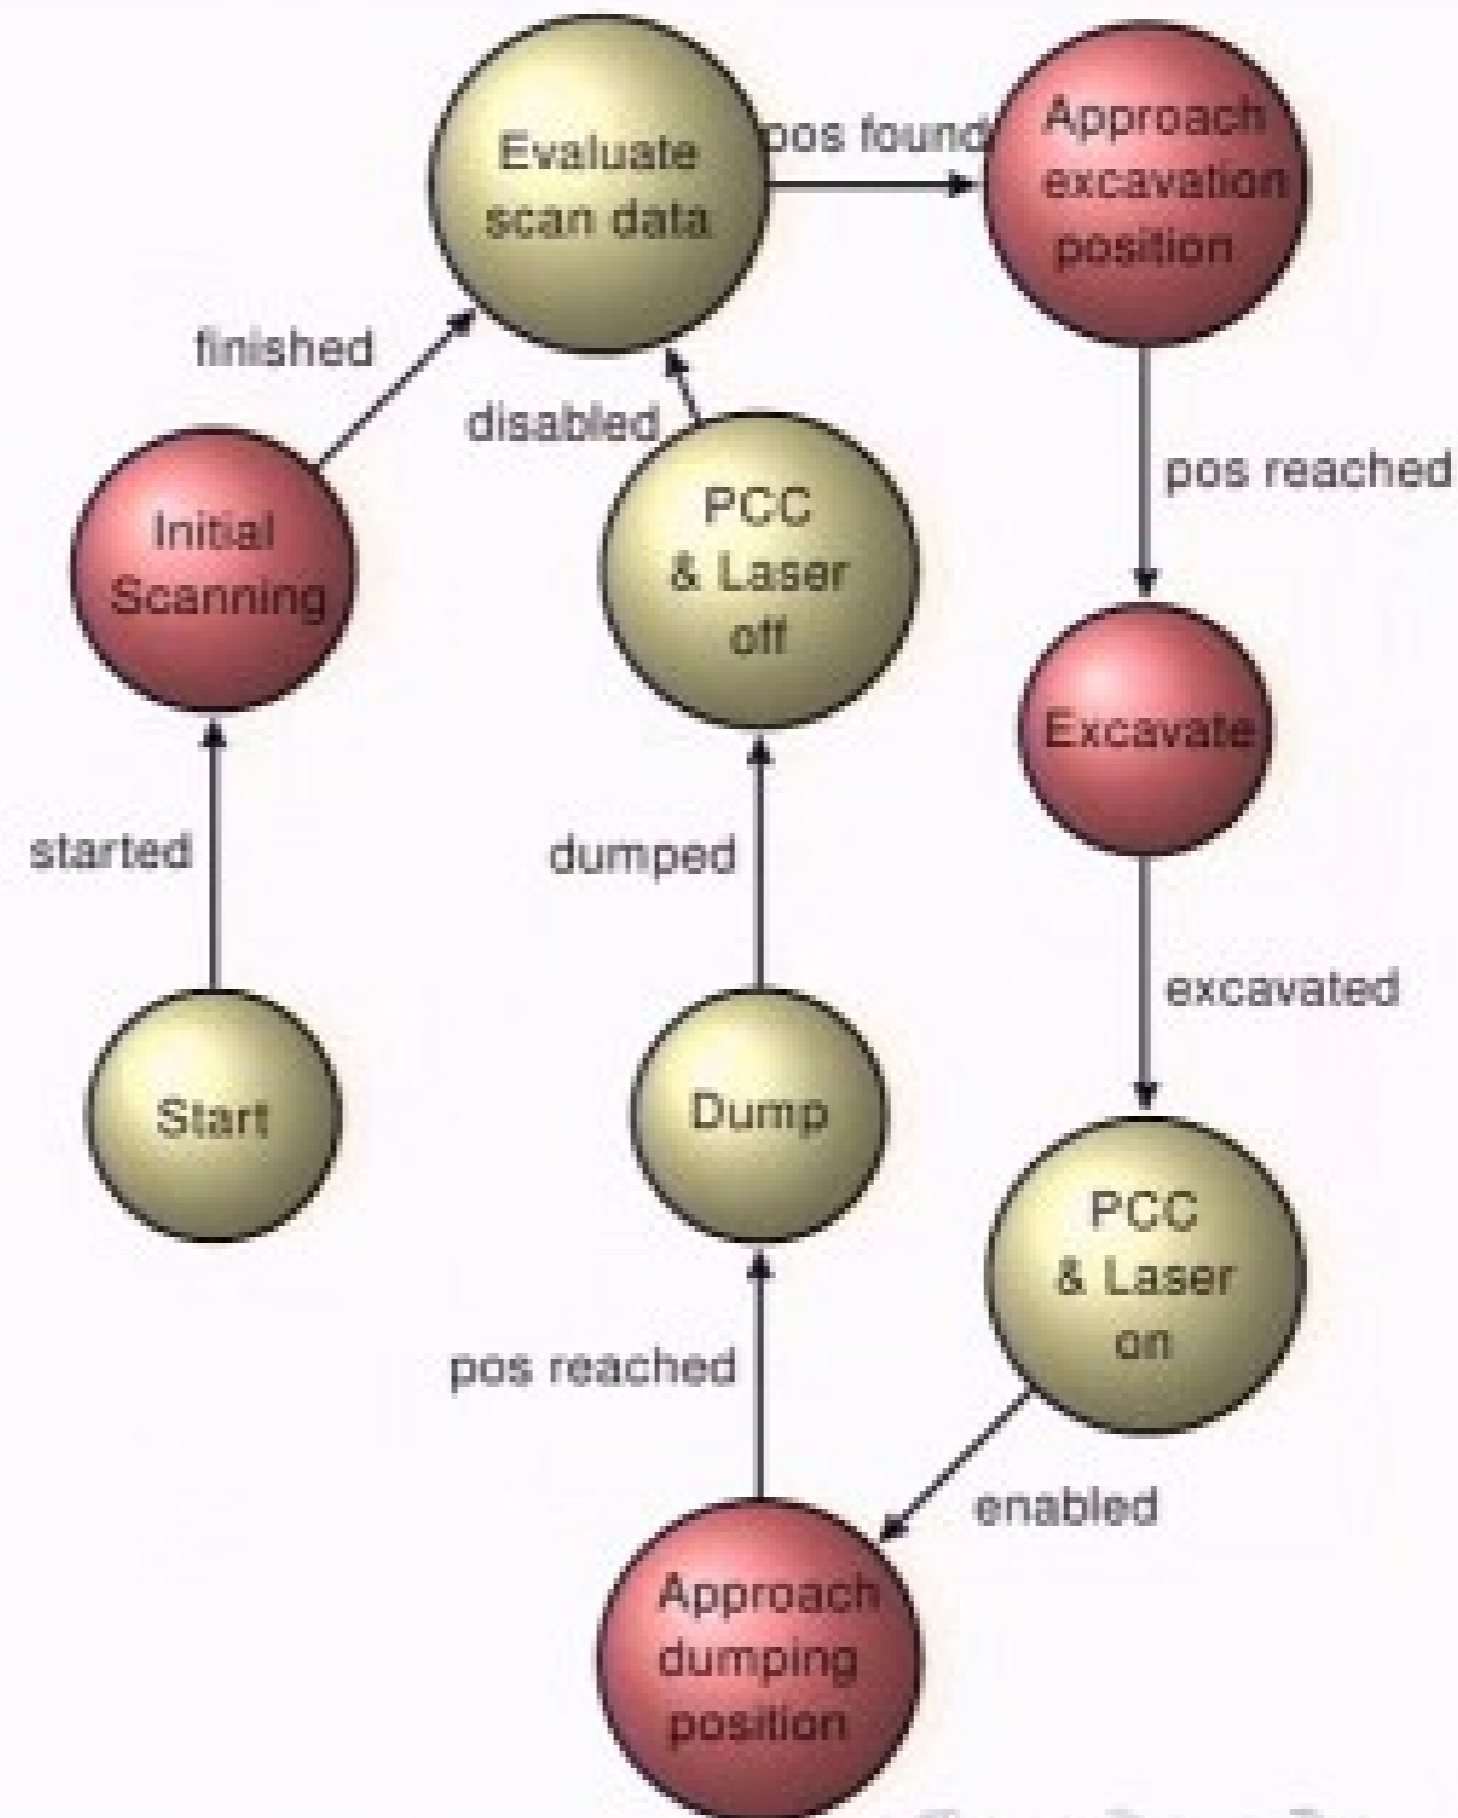 Evaluate
scan data
pos found
Approach
excavation
position
finished
disabled
pos reached
Initial
Scanning
PCC
& Laser
off
Excavate
started
dumped
excavated
Start
Dump
PCC
& Laser
on
pos reached
enabled
Approach
dumping
position